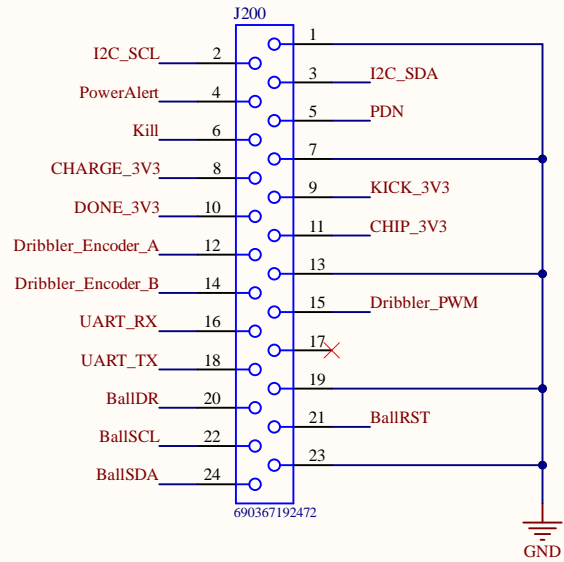 J200
1
I2C_SCL 2
3 I2C_SDA
PowerAlert 4
5 PDN
Kill 6
7
CHARGE_3V3 8
9 KICK_3V3
DONE_3V3 10
11 CHIP_3V3
Dribbler_Encoder_A 12
13
Dribbler_Encoder_B 14
15 Dribbler_PWM
UART_RX 16
17
UART_TX 18
19
BallDR 20
21 BallRST
BallSCL 22
23
BallSDA 24
690367192472
GND